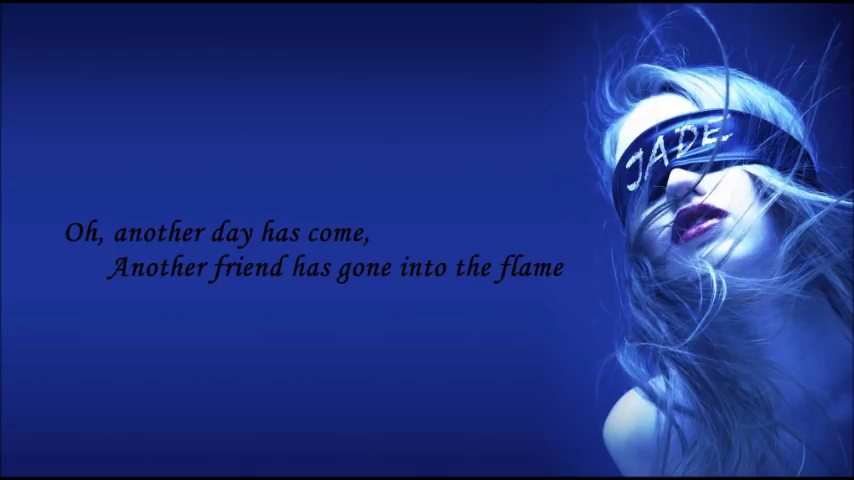 Oh, another day has come,
Another friend has gone into the flame
JADE